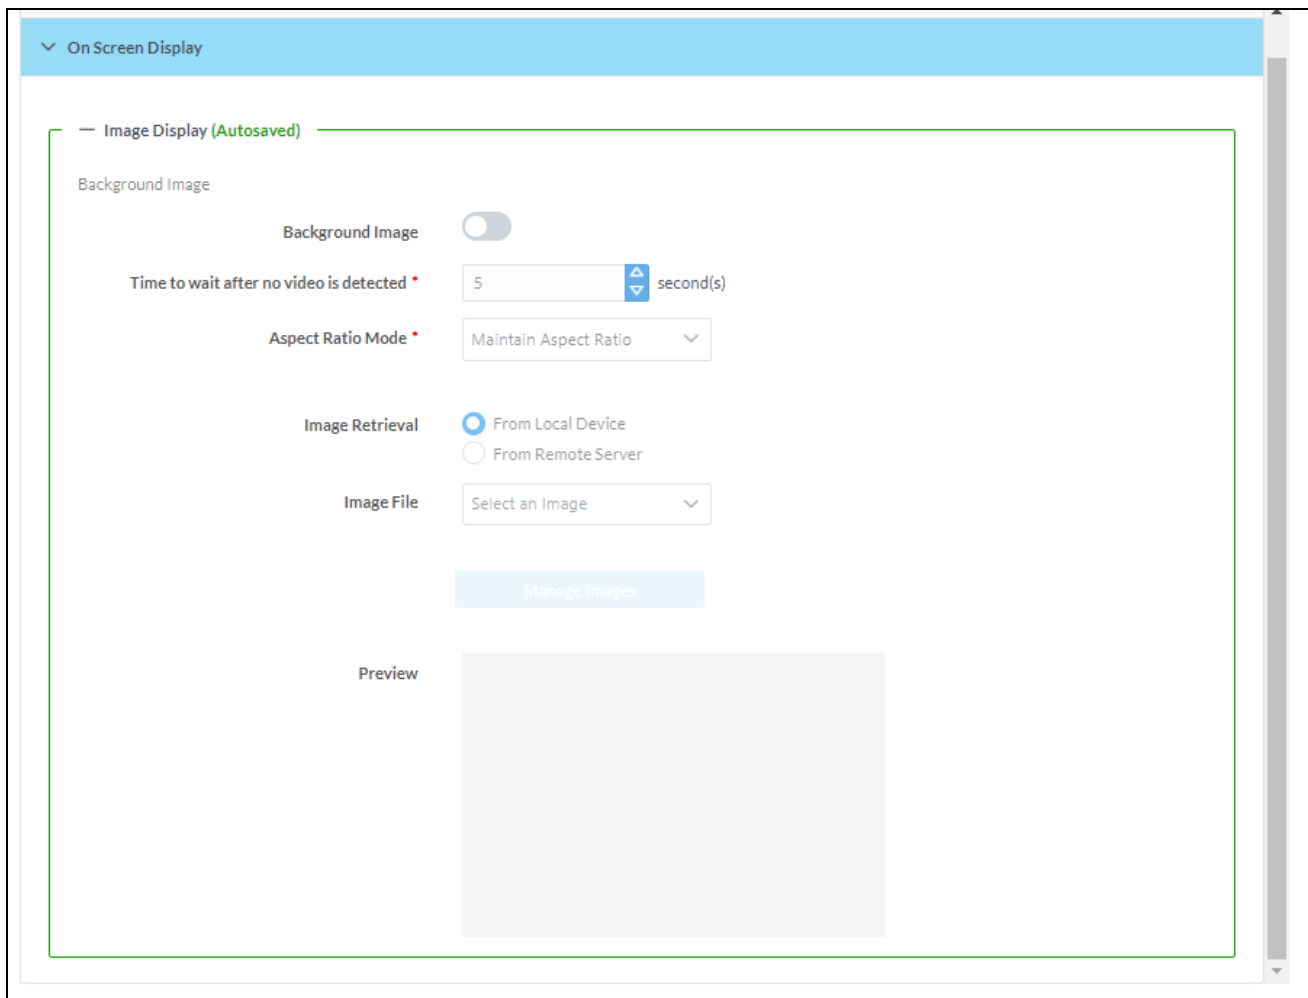 On Screen Display
Image Display (Autosaved)
Background Image
Background Image
Time to wait after no video is detected * 5 second(s)
Aspect Ratio Mode * Maintain Aspect Ratio
Image Retrieval From Local Device
From Remote Server
Image File Select an Image
Manage Images
Preview